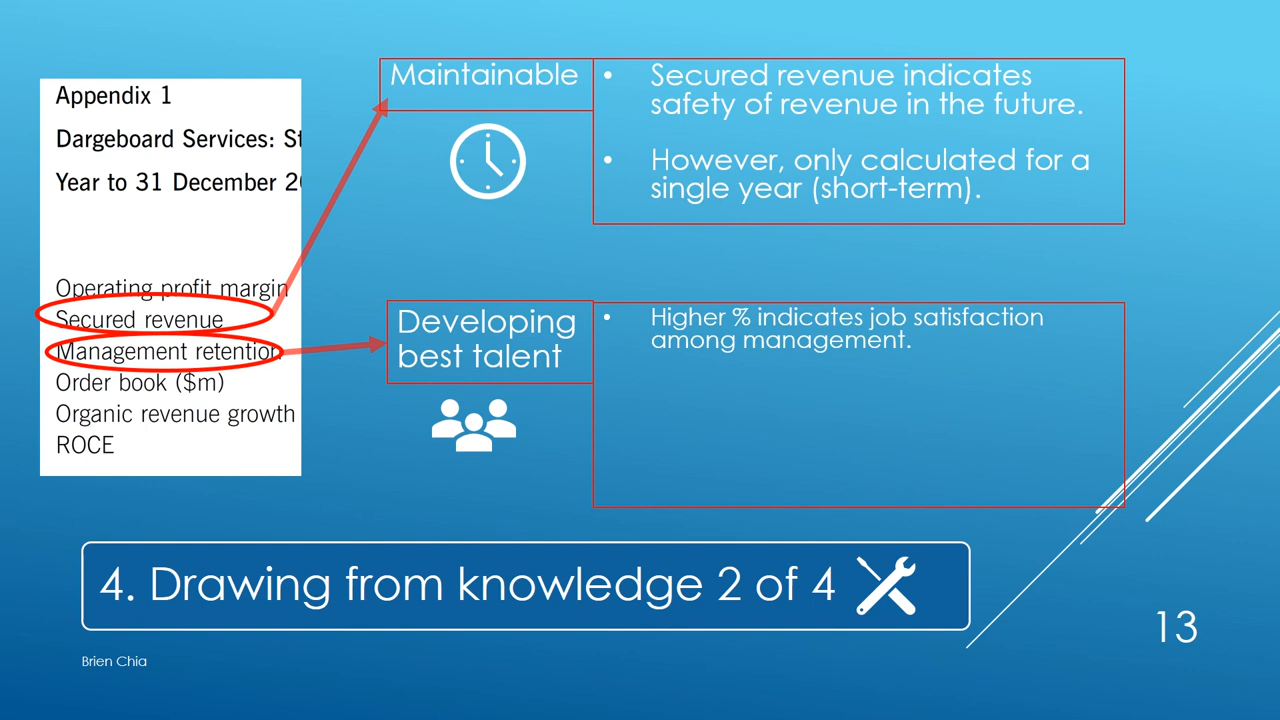 Appendix 1
Dargeboard Services: St
Year to 31 December 20
Operating profit margin
Secured revenue
Management retention
Order book ($m)
Organic revenue growth
ROCE
Maintainable
• Secured revenue indicates
safety of revenue in the future.
• However, only calculated for a
single year (short-term).
Developing
best talent
• Higher % indicates job satisfaction
among management.
4. Drawing from knowledge 2 of 4
13
Brien Chia